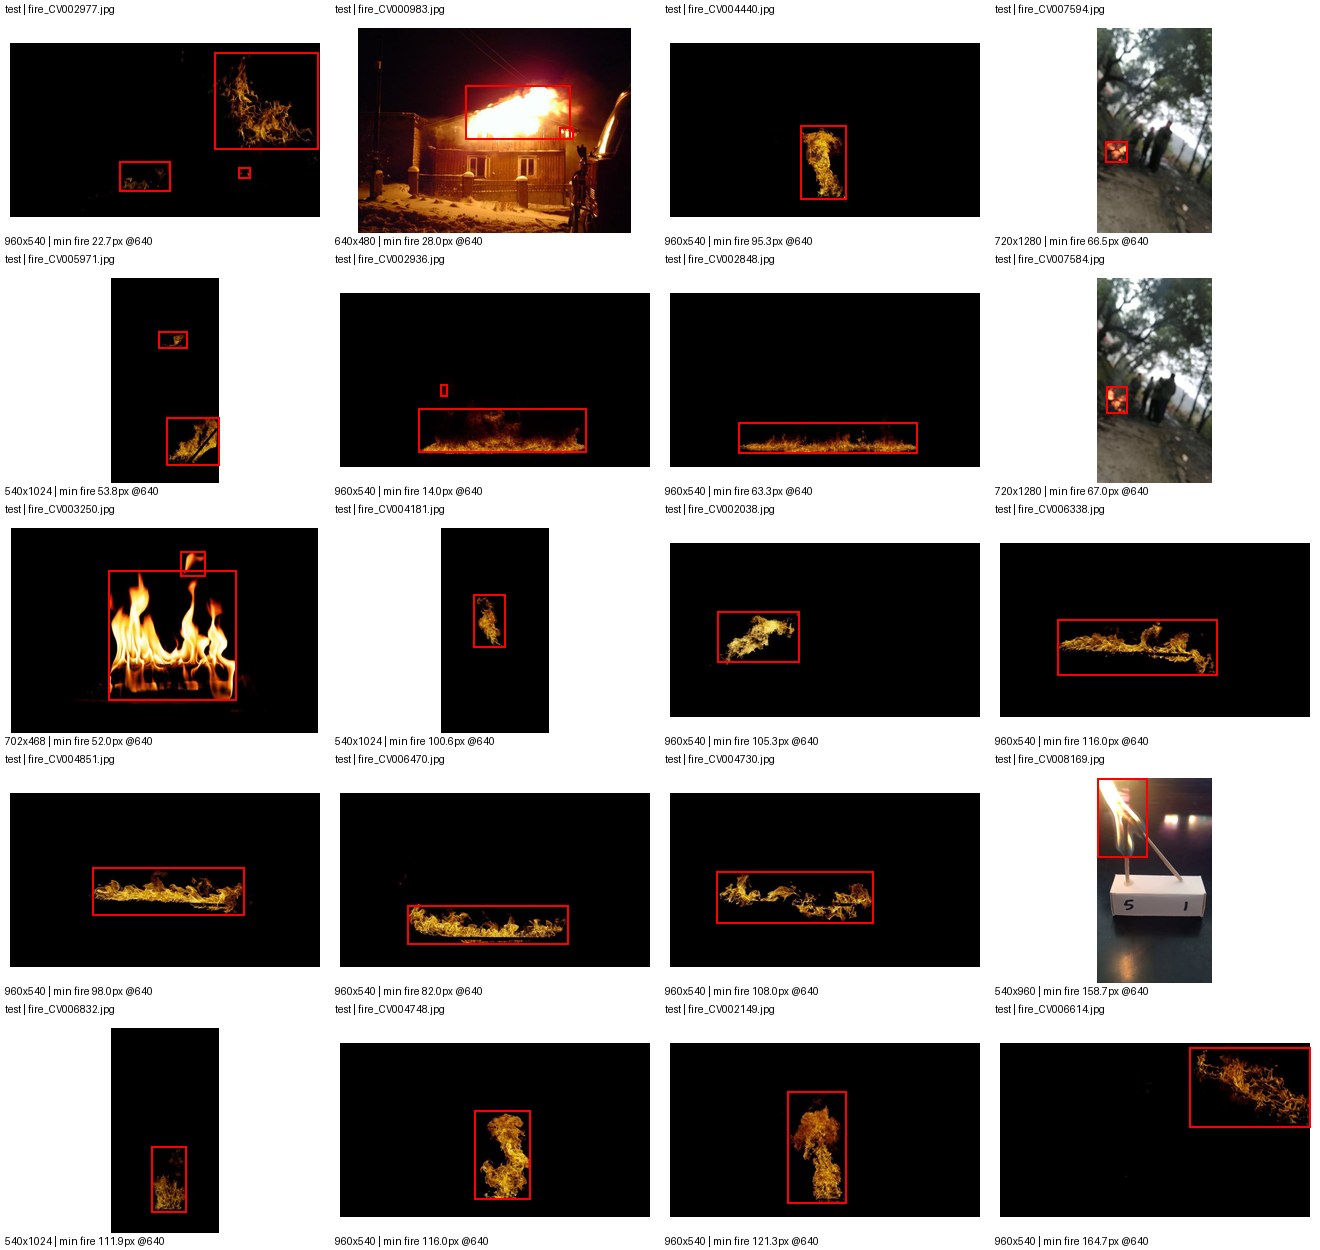 test | fire_CV002977.jpg
test | fire_CV000983.jpg
test | fire_CV004440.jpg
test | fire_CV007594.jpg
960x540 | min fire 22.7px @640
640x480 | min fire 28.0px @640
960x540 | min fire 95.3px @640
720x1280 | min fire 66.5px @640
test | fire_CV005971.jpg
test | fire_CV002936.jpg
test | fire_CV002848.jpg
test | fire_CV007584.jpg
540x1024 | min fire 53.8px @640
960x540 | min fire 14.0px @640
960x540 | min fire 63.3px @640
720x1280 | min fire 67.0px @640
test | fire_CV003250.jpg
test | fire_CV004181.jpg
test | fire_CV002038.jpg
test | fire_CV006338.jpg
702x468 | min fire 52.0px @640
540x1024 | min fire 100.6px @640
960x540 | min fire 105.3px @640
960x540 | min fire 116.0px @640
test | fire_CV004851.jpg
test | fire_CV006470.jpg
test | fire_CV004730.jpg
test | fire_CV008169.jpg
5 1
960x540 | min fire 98.0px @640
960x540 | min fire 82.0px @640
960x540 | min fire 108.0px @640
540x960 | min fire 158.7px @640
test | fire_CV006832.jpg
test | fire_CV004748.jpg
test | fire_CV002149.jpg
test | fire_CV006614.jpg
540x1024 | min fire 111.9px @640
960x540 | min fire 116.0px @640
960x540 | min fire 121.3px @640
960x540 | min fire 164.7px @640